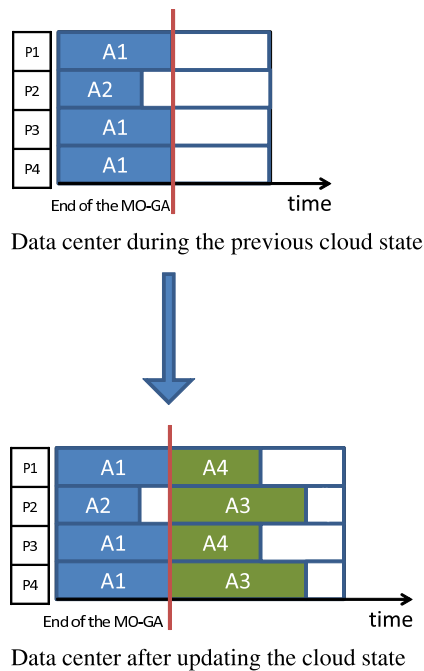 P1 A1
P2 A2
P3 A1
P4 A1
End of the MO-GA time
Data center during the previous cloud state
P1 A1 A4
P2 A2 A3
P3 A1 A4
P4 A1 A3
End of the MO-GA time
Data center after updating the cloud state